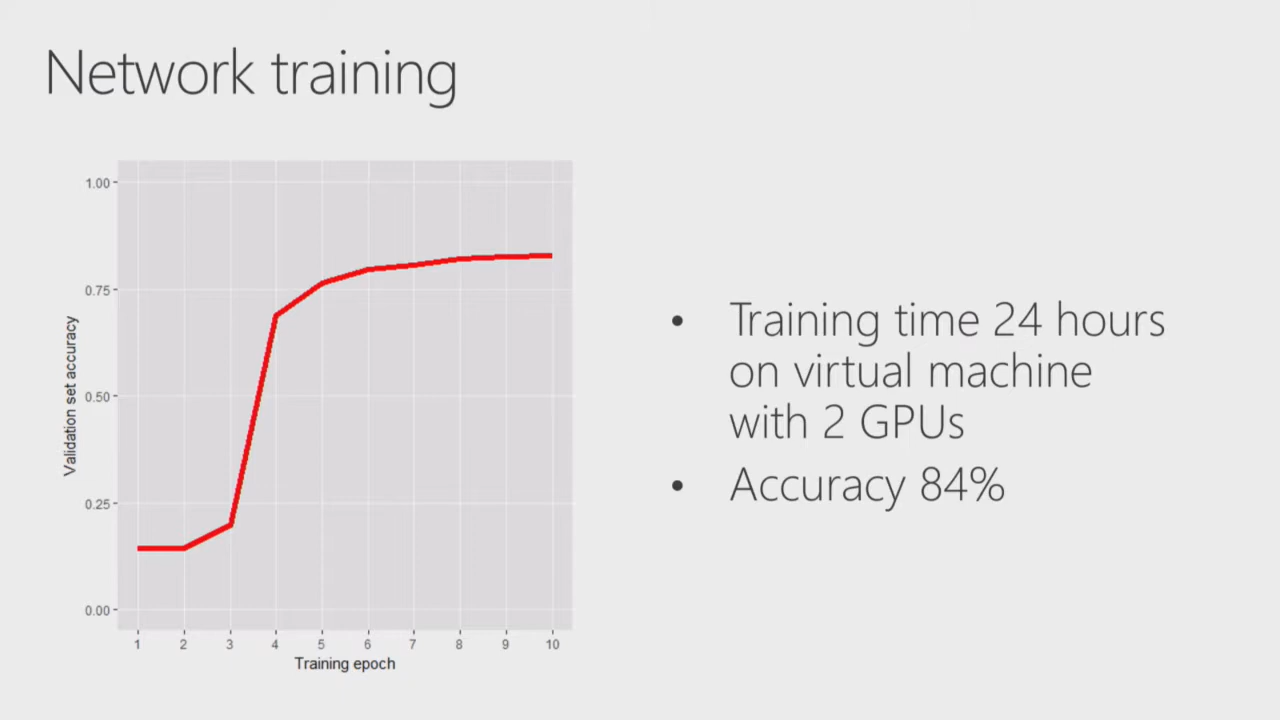 Network training
1.00
0.75
0.50
0.25
0.00
Validation set accuracy
1 2 3 4 5 6 7 8 9 10
Training epoch
• Training time 24 hours
on virtual machine
with 2 GPUs
• Accuracy 84%